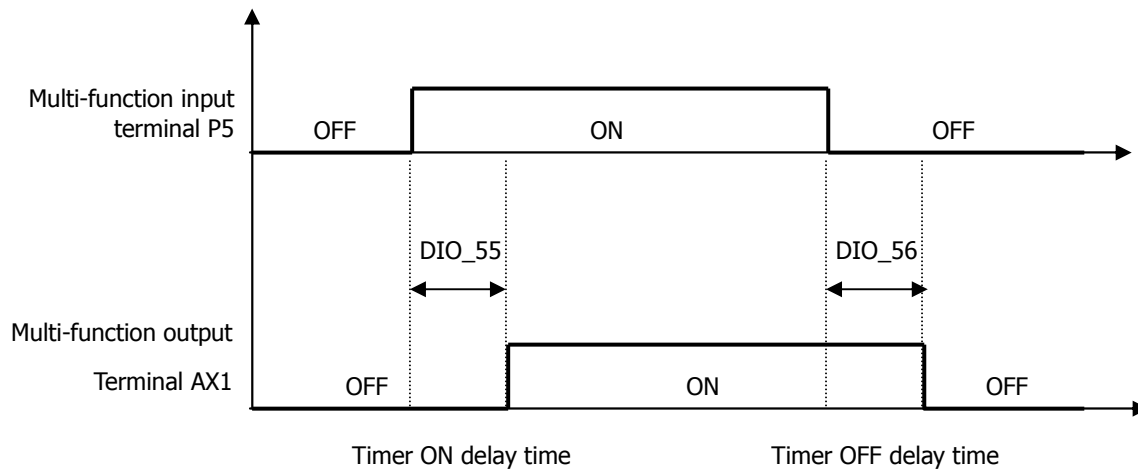 Multi-function input
terminal P5
OFF
ON
OFF
DIO_55
DIO_56
Multi-function output
Terminal AX1
OFF
ON
OFF
Timer ON delay time
Timer OFF delay time